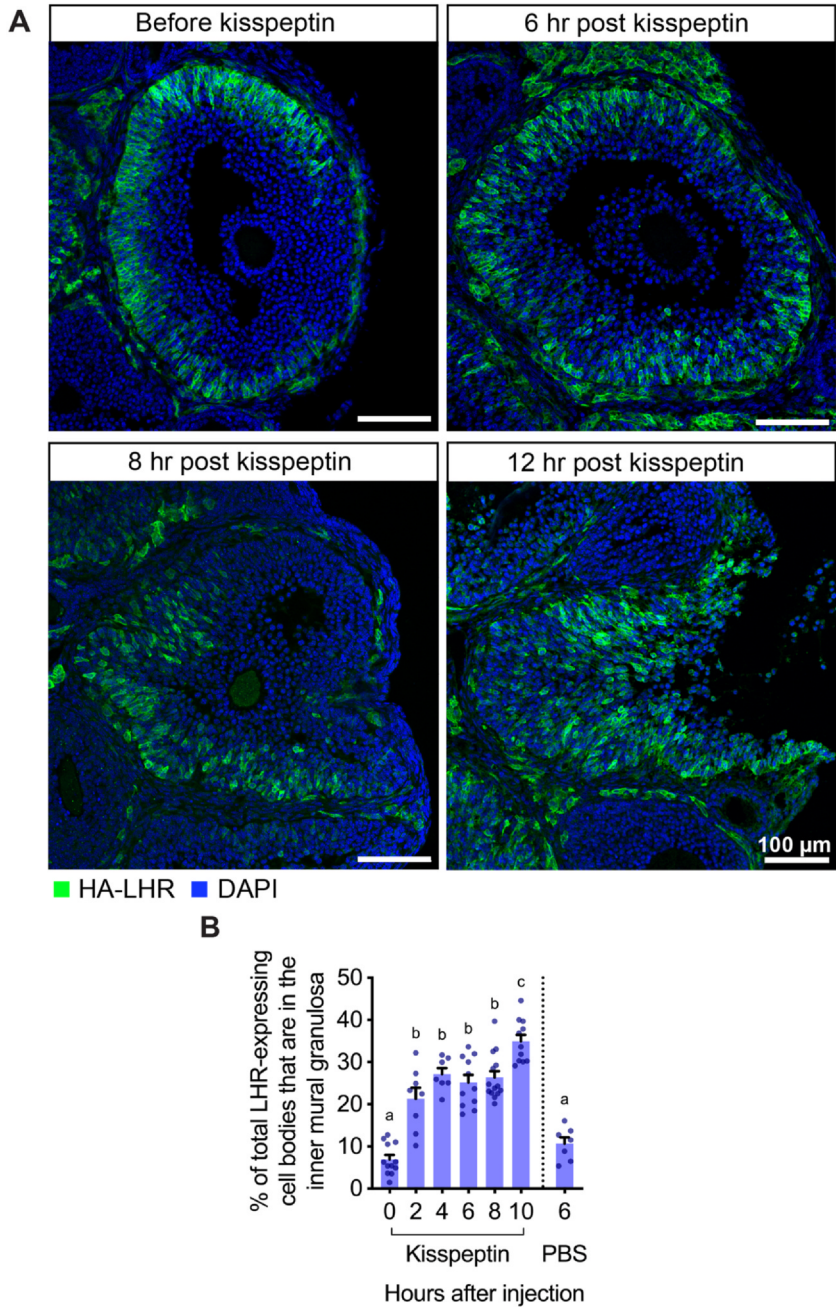 A
Before kisspeptin
6 hr post kisspeptin
8 hr post kisspeptin
12 hr post kisspeptin
100 µm
HA-LHR DAPI
B
% of total LHR-expressing
cell bodies that are in the
inner mural granulosa
50
40
30
20
10
0
a
b
b
b
b
c
a
0 2 4 6 8 10 6
Kisspeptin PBS
Hours after injection